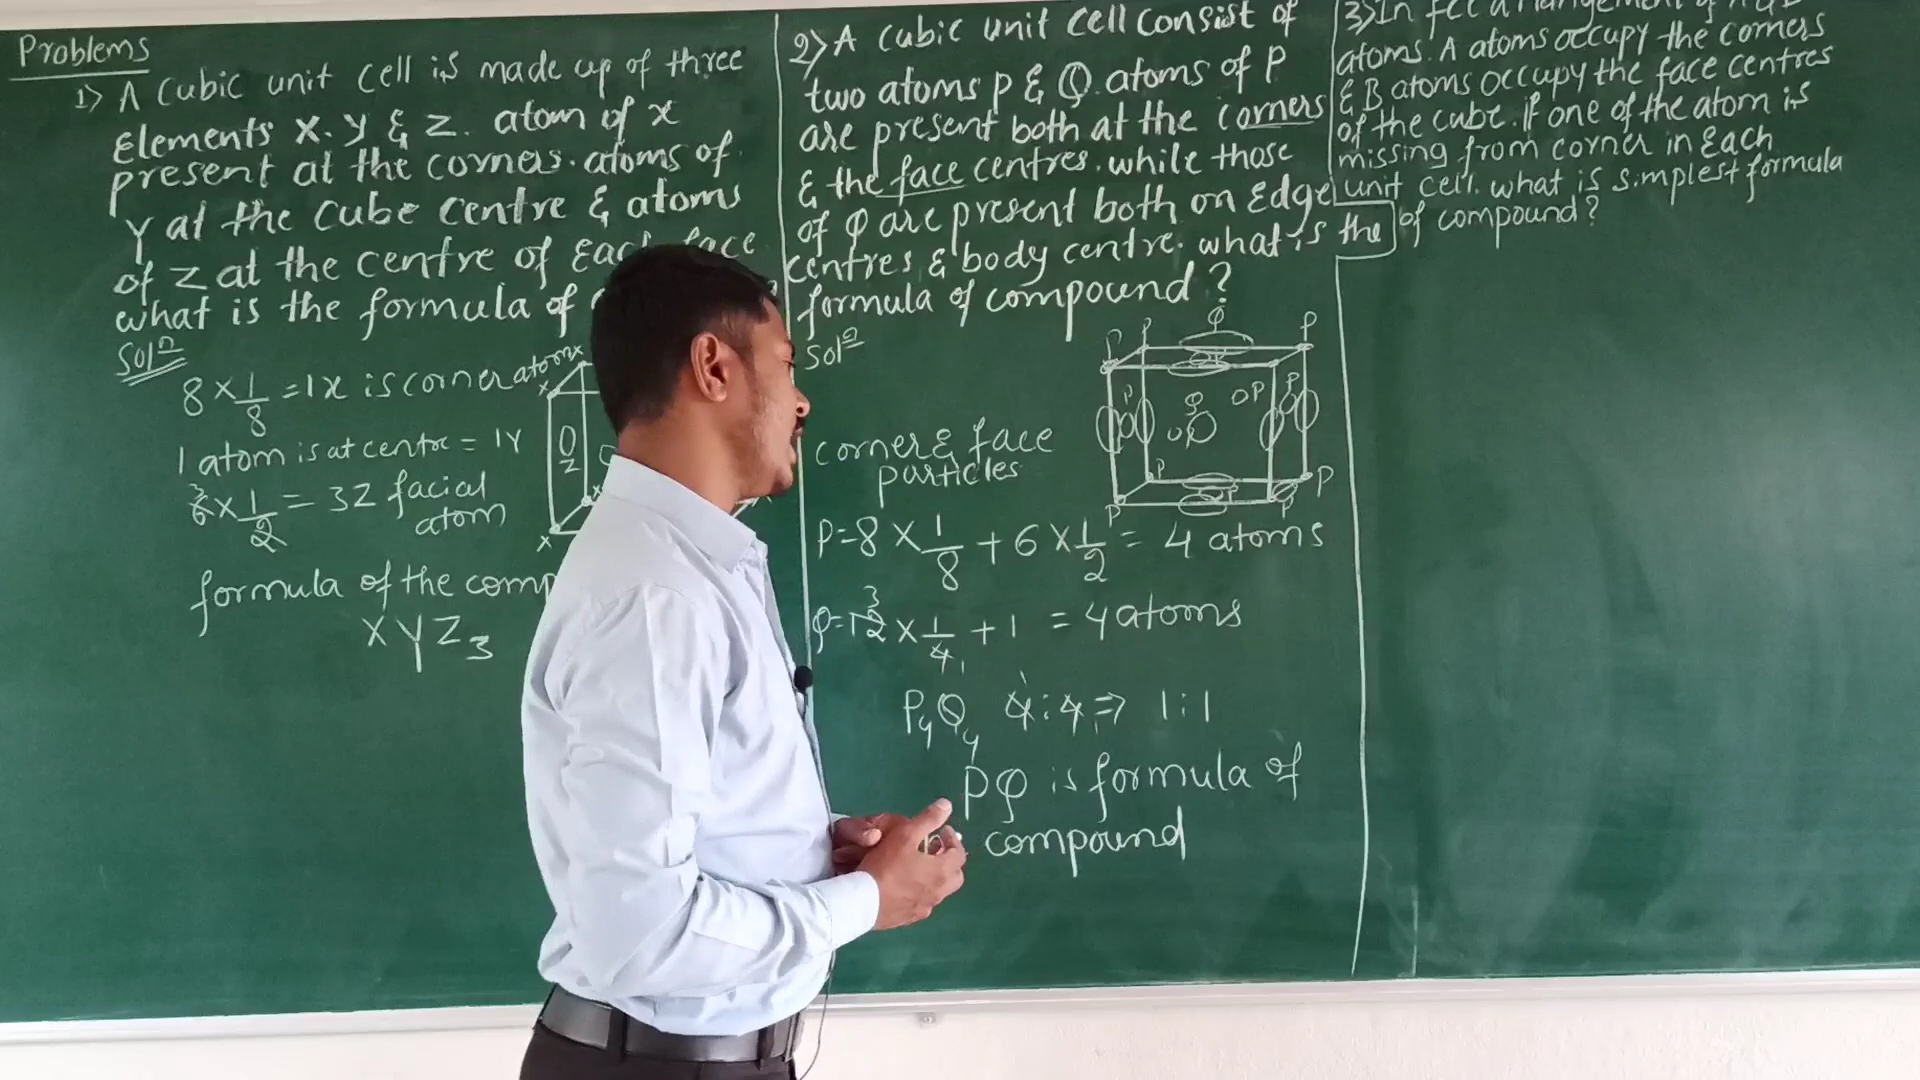 Problems
1) A cubic unit cell is made up of three
elements X, Y & Z. atom of x
present at the corners. atoms of
Y at the cube centre & atoms
of Z at the centre of Each face
what is the formula of
Soln
8 × 1/8 = 1X is corner atom
1 atom is at centre = 1Y
3
6 × 1/2 = 3Z facial
atom
formula of the comp
XYZ3
X
X
Z
X
X
2) A cubic unit cell consist of
two atoms P & Q. atoms of P
are present both at the corners
& the face centres. while those
of Q are present both on Edge
centres & body centre. what is the
formula of compound?
Soln
P P Q P
P P Q OP P
P P
P
corner & face
particles
P = 8 × 1/8 + 6 × 1/2 = 4 atoms
3
Q = 12 × 1/4 + 1 = 4 atoms
P4Q4 4:4 ⇒ 1:1
PQ is formula of
compound
3) In fcc arrangement of
atoms. A atoms occupy the corners
& B atoms occupy the face centres
of the cube. If one of the atom is
missing from corner in Each
unit cell. what is simplest formula
of compound?